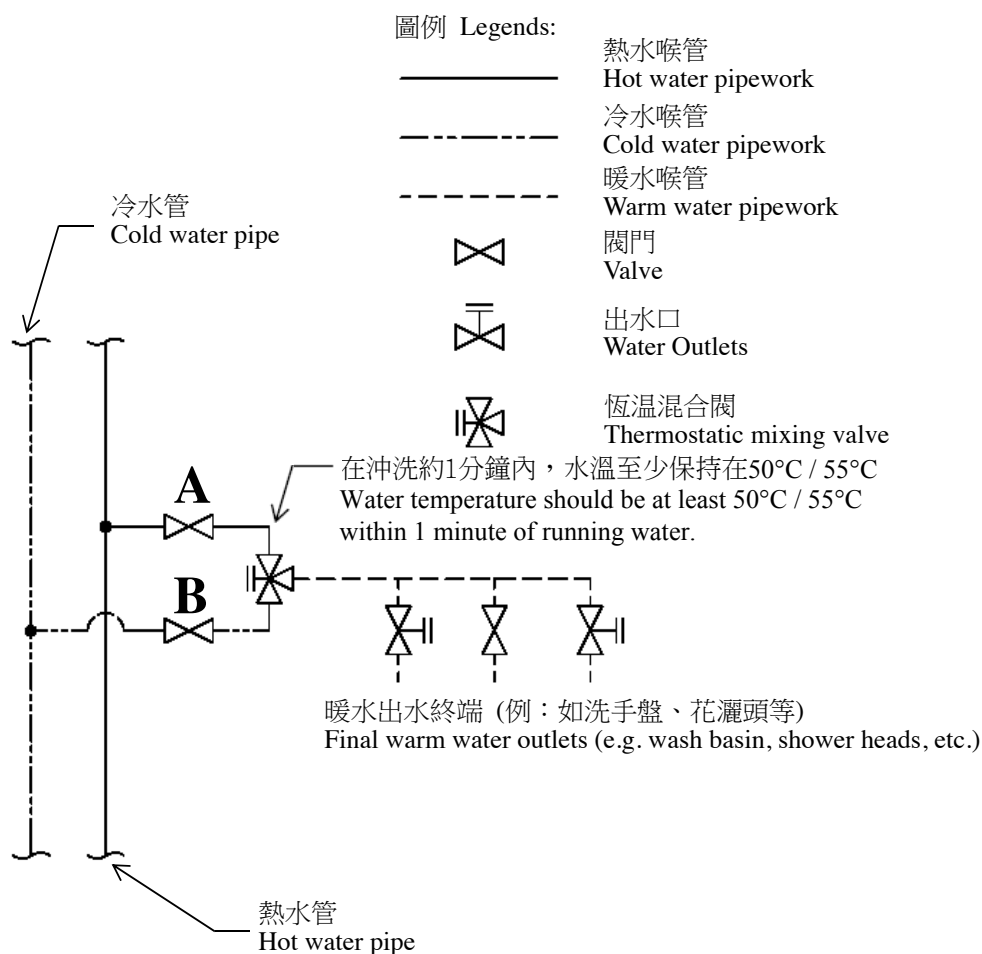 圖例 Legends:
熱水喉管
Hot water pipework
冷水喉管
Cold water pipework
暖水喉管
Warm water pipework
閥門
Valve
出水口
Water Outlets
恆温混合閥
Thermostatic mixing valve
冷水管
Cold water pipe
在沖洗約1分鐘內，水溫至少保持在50°C / 55°C
Water temperature should be at least 50°C / 55°C
within 1 minute of running water.
A
B
暖水出水終端 (例：如洗手盤、花灑頭等)
Final warm water outlets (e.g. wash basin, shower heads, etc.)
熱水管
Hot water pipe